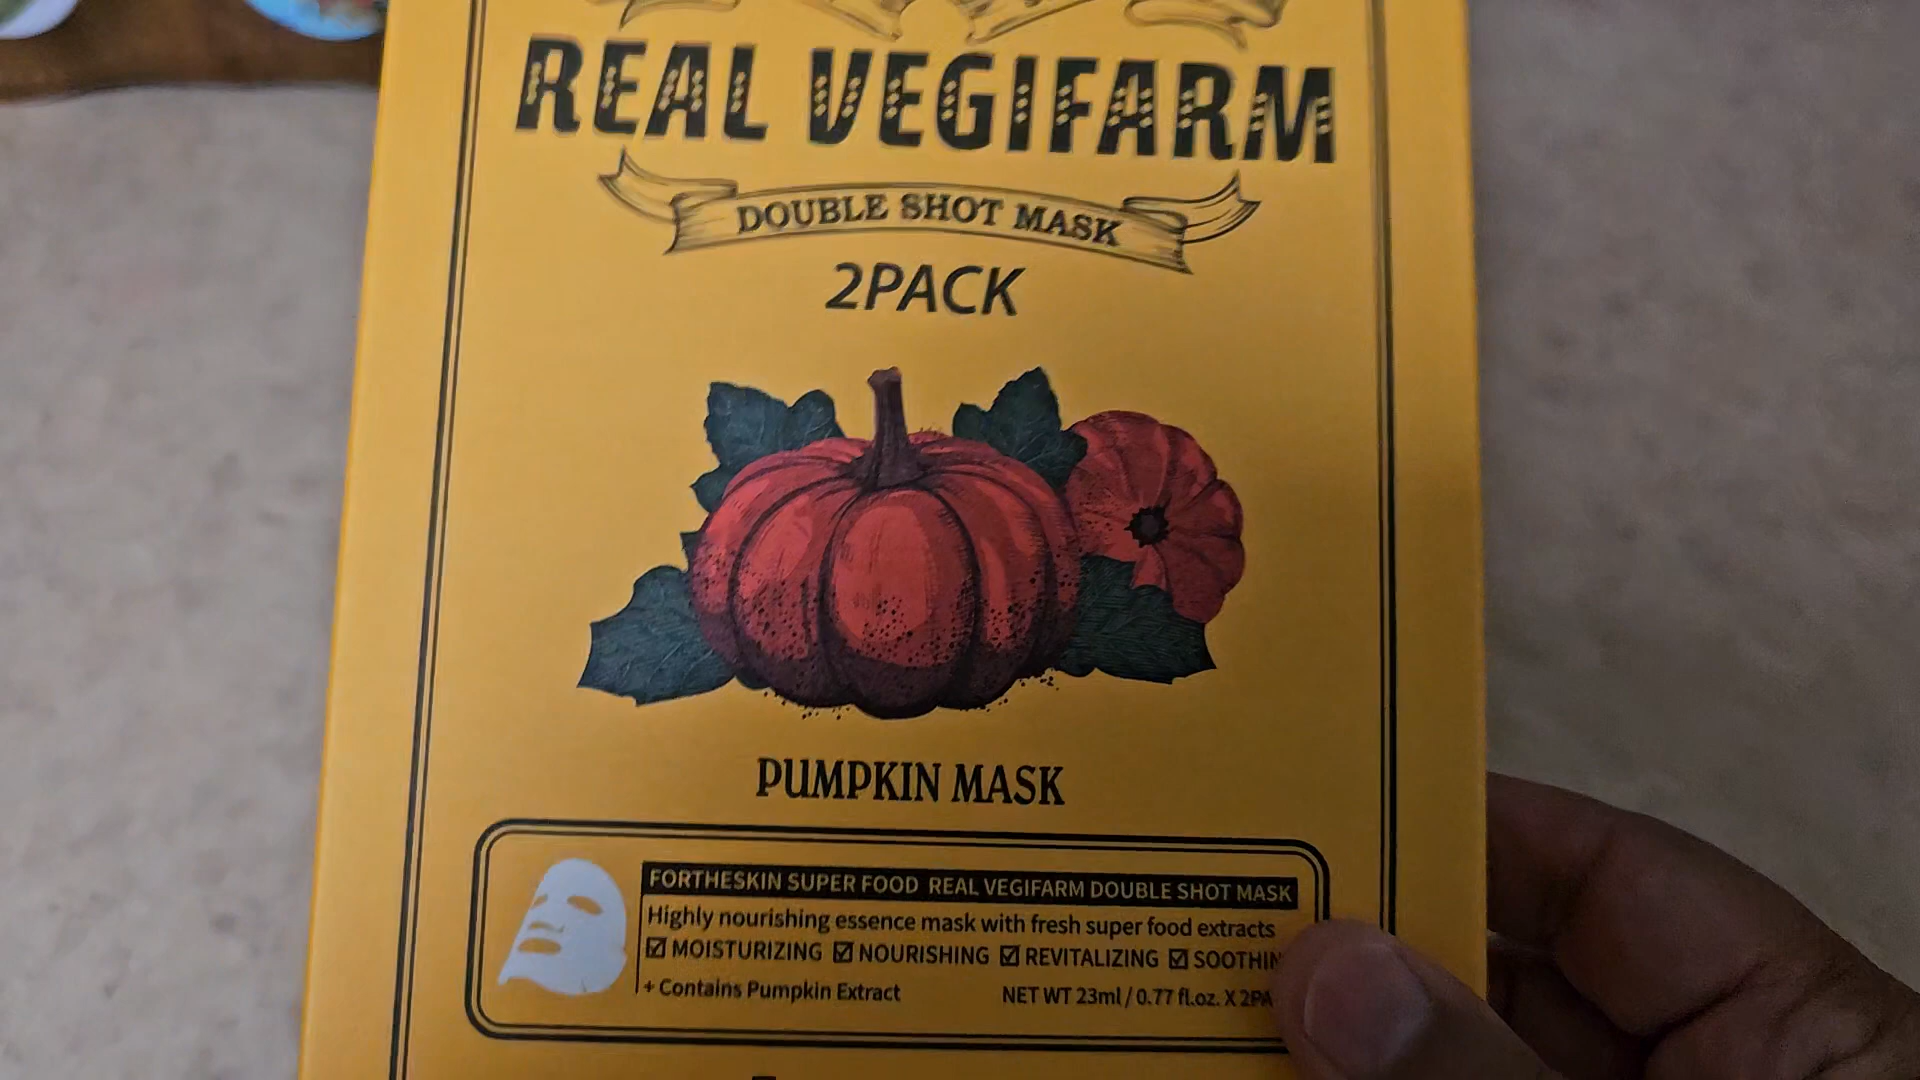 REAL VEGIFARM
DOUBLE SHOT MASK
2PACK
PUMPKIN MASK
FORTHESKIN SUPER FOOD REAL VEGIFARM DOUBLE SHOT MASK
Highly nourishing essence mask with fresh super food extracts
☑ MOISTURIZING ☑ NOURISHING ☑ REVITALIZING ☑ SOOTHIN
+ Contains Pumpkin Extract
NET WT 23ml / 0.77 fl.oz. X 2PA